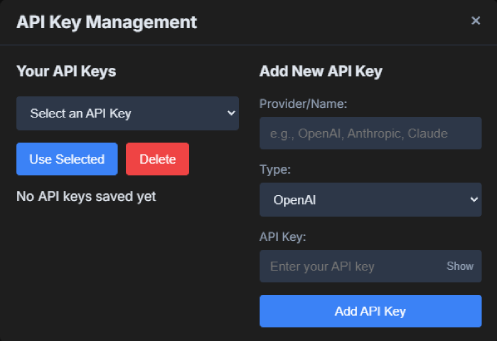 API Key Management
×
Your API Keys
Select an API Key
Use Selected
Delete
No API keys saved yet
Add New API Key
Provider/Name:
e.g., OpenAI, Anthropic, Claude
Type:
OpenAI
API Key:
Enter your API key
Show
Add API Key